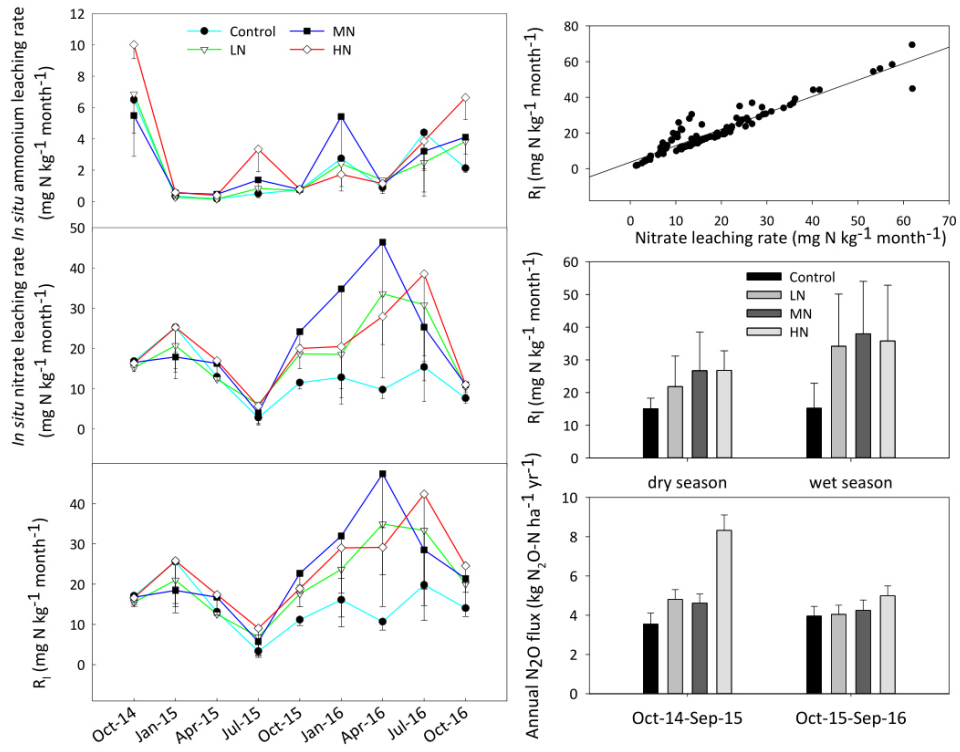 In situ ammonium leaching rate
(mg N kg-1 month-1)
12
10
8
6
4
2
0
Control
MN
LN
HN
In situ nitrate leaching rate
(mg N kg-1 month-1)
50
40
30
20
10
0
RI (mg N kg-1 month-1)
40
30
20
10
0
Oct-14
Jan-15
Apr-15
Jul-15
Oct-15
Jan-16
Apr-16
Jul-16
Oct-16
RI (mg N kg-1 month-1)
80
60
40
20
0
0 10 20 30 40 50 60 70
Nitrate leaching rate (mg N kg-1 month-1)
RI (mg N kg-1 month-1)
60
50
40
30
20
10
0
Control
LN
MN
HN
dry season wet season
Annual N2O flux (kg N2O-N ha-1 yr-1)
10
8
6
4
2
0
Oct-14-Sep-15 Oct-15-Sep-16